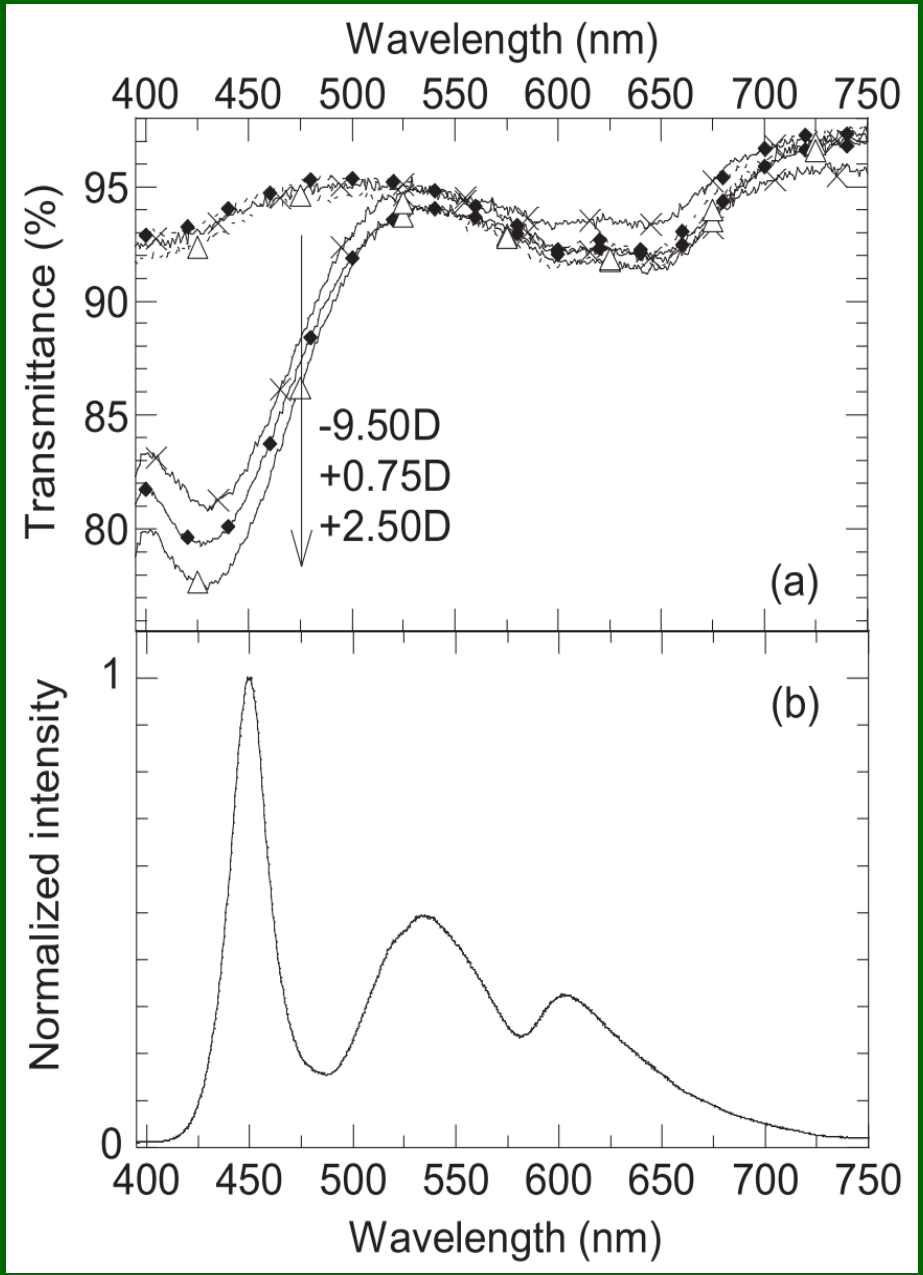 Wavelength (nm)
400 450 500 550 600 650 700 750
Transmittance (%)
95
90
85
80
-9.50D
+0.75D
+2.50D
(a)
Normalized intensity
1
0
(b)
400 450 500 550 600 650 700 750
Wavelength (nm)